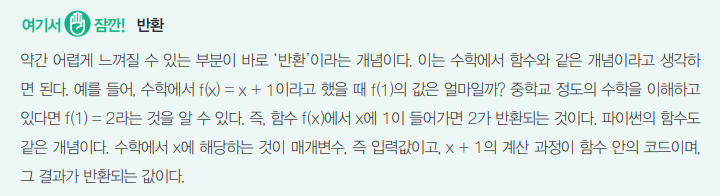 여기서 잠깐! 반환
약간 어렵게 느껴질 수 있는 부분이 바로 ‘반환’이라는 개념이다. 이는 수학에서 함수와 같은 개념이라고 생각하
면 된다. 예를 들어, 수학에서 f(x) = x + 1이라고 했을 때 f(1)의 값은 얼마일까? 중학교 정도의 수학을 이해하고
있다면 f(1) = 2라는 것을 알 수 있다. 즉, 함수 f(x)에서 x에 1이 들어가면 2가 반환되는 것이다. 파이썬의 함수도
같은 개념이다. 수학에서 x에 해당하는 것이 매개변수, 즉 입력값이고, x + 1의 계산 과정이 함수 안의 코드이며,
그 결과가 반환되는 값이다.